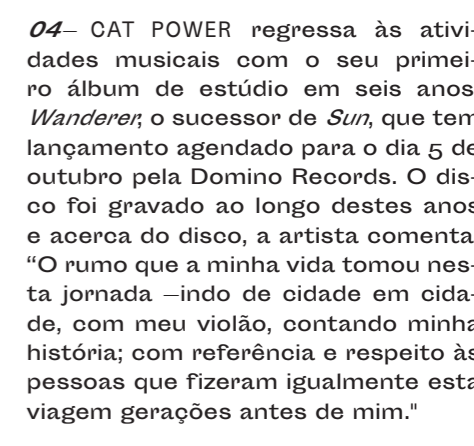 04– CAT POWER regressa às ativi-
dades musicais com o seu primei-
ro álbum de estúdio em seis anos
Wanderer, o sucessor de Sun, que tem
lançamento agendado para o dia 5 de
outubro pela Domino Records. O dis-
co foi gravado ao longo destes anos
e acerca do disco, a artista comenta
“O rumo que a minha vida tomou nes-
ta jornada –indo de cidade em cida-
de, com meu violão, contando minha
história; com referência e respeito às
pessoas que fizeram igualmente esta
viagem gerações antes de mim."